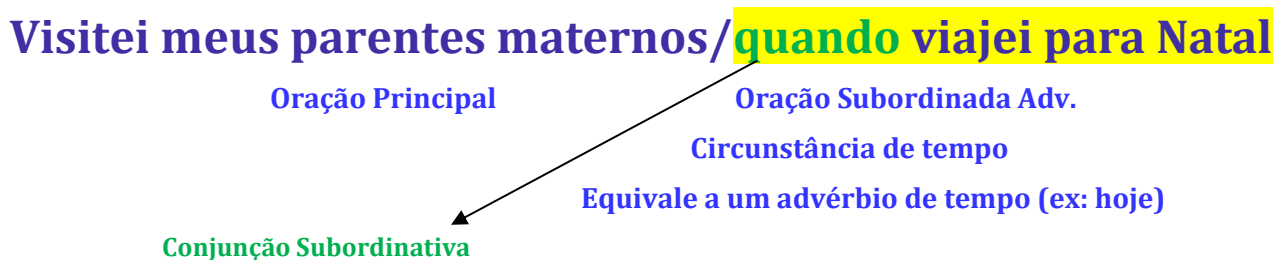 Visitei meus parentes maternos/quando viajei para Natal
Oração Principal
Oração Subordinada Adv.
Circunstância de tempo
Equivale a um advérbio de tempo (ex: hoje)
Conjunção Subordinativa